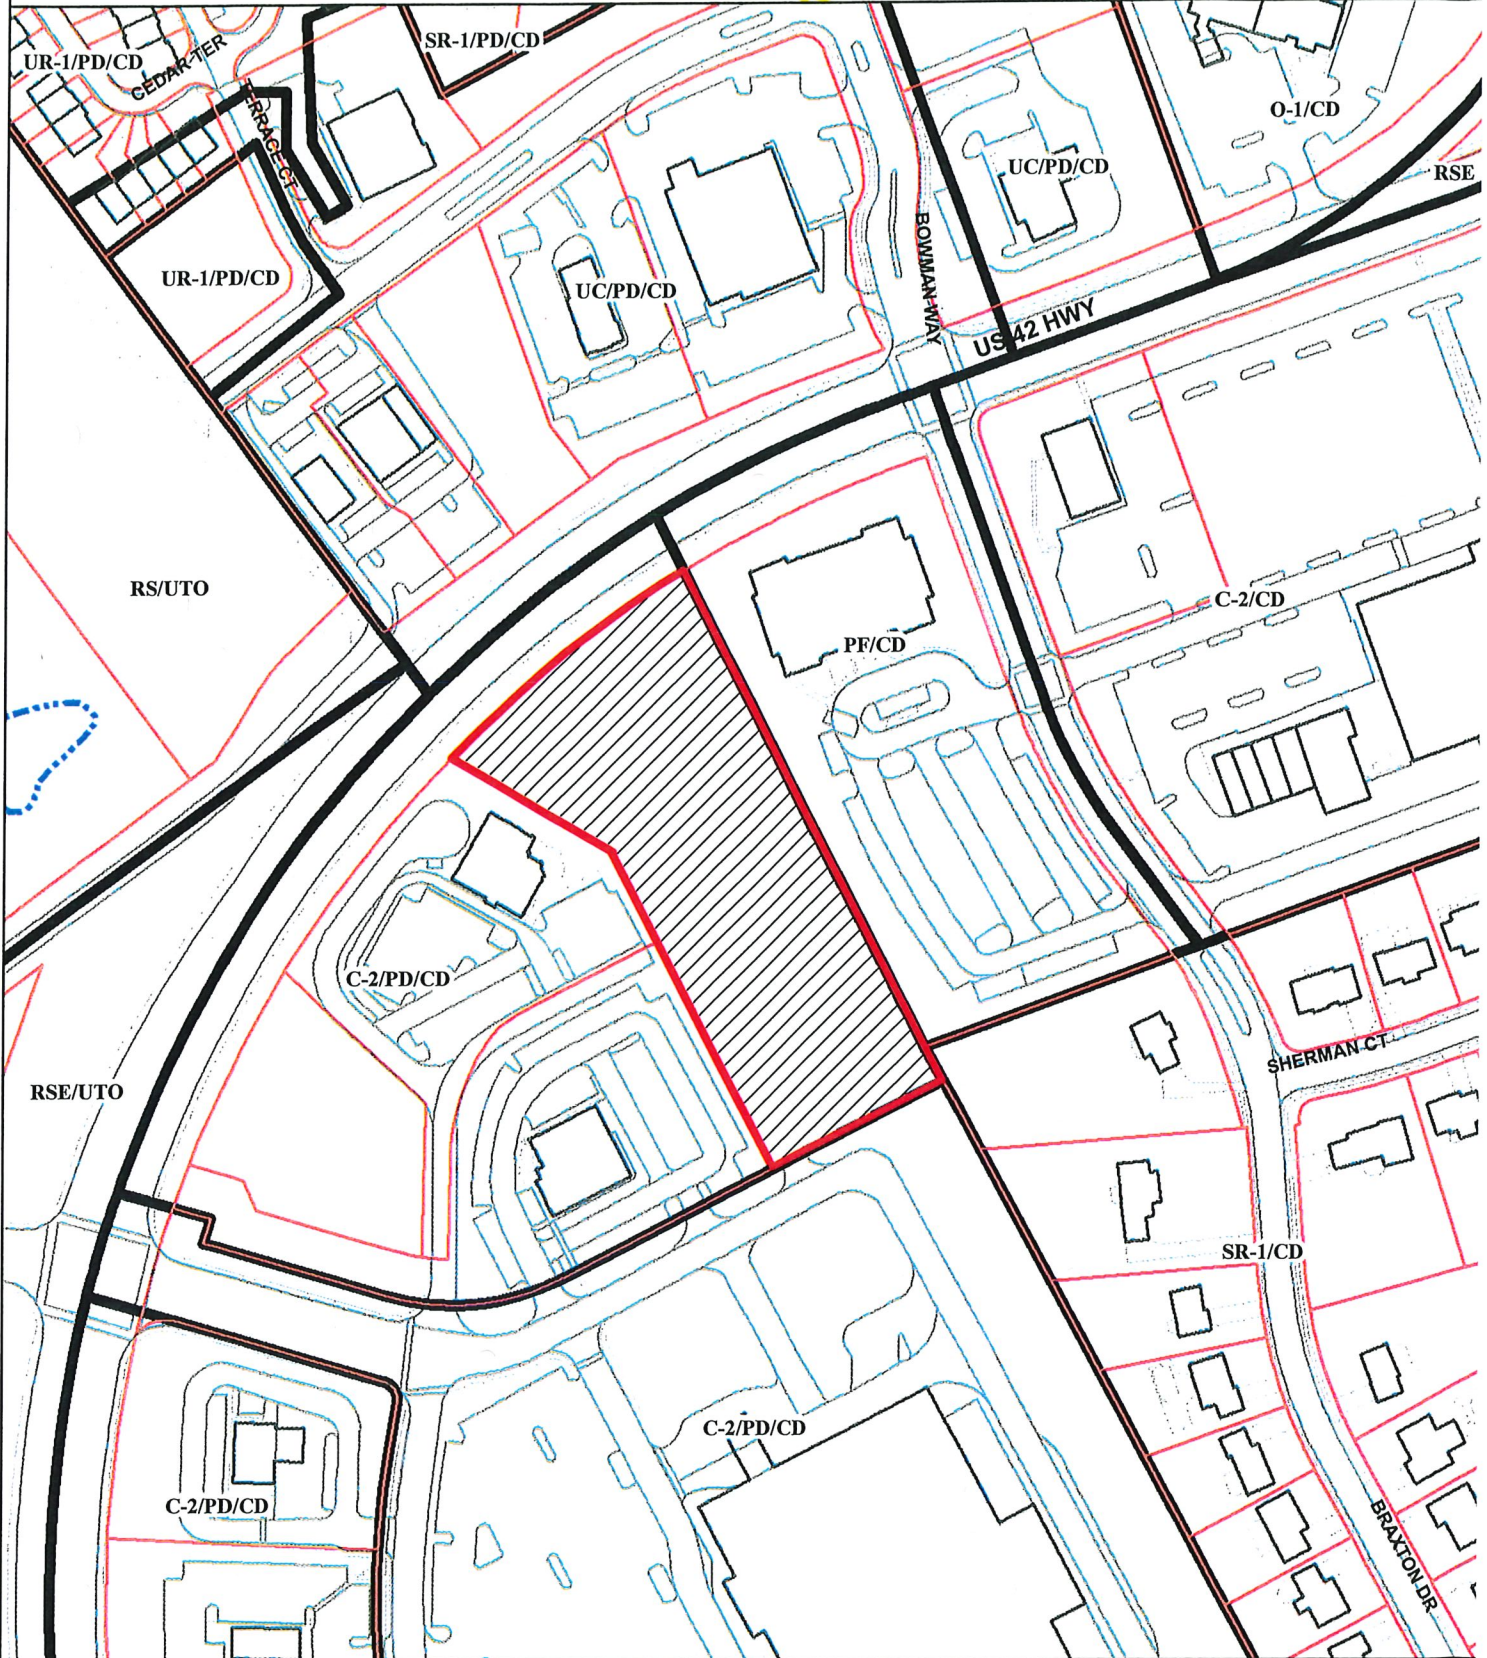 SR-1/PD/CD
UR-1/PD/CD
CEDAR TER
TERRACE CT
O-1/CD
UC/PD/CD
RSE
BOWMAN WAY
UR-1/PD/CD
UC/PD/CD
US 42 HWY
RS/UTO
C-2/CD
PF/CD
C-2/PD/CD
SHERMAN CT
RSE/UTO
SR-1/CD
C-2/PD/CD
C-2/PD/CD
BRAXTON DR